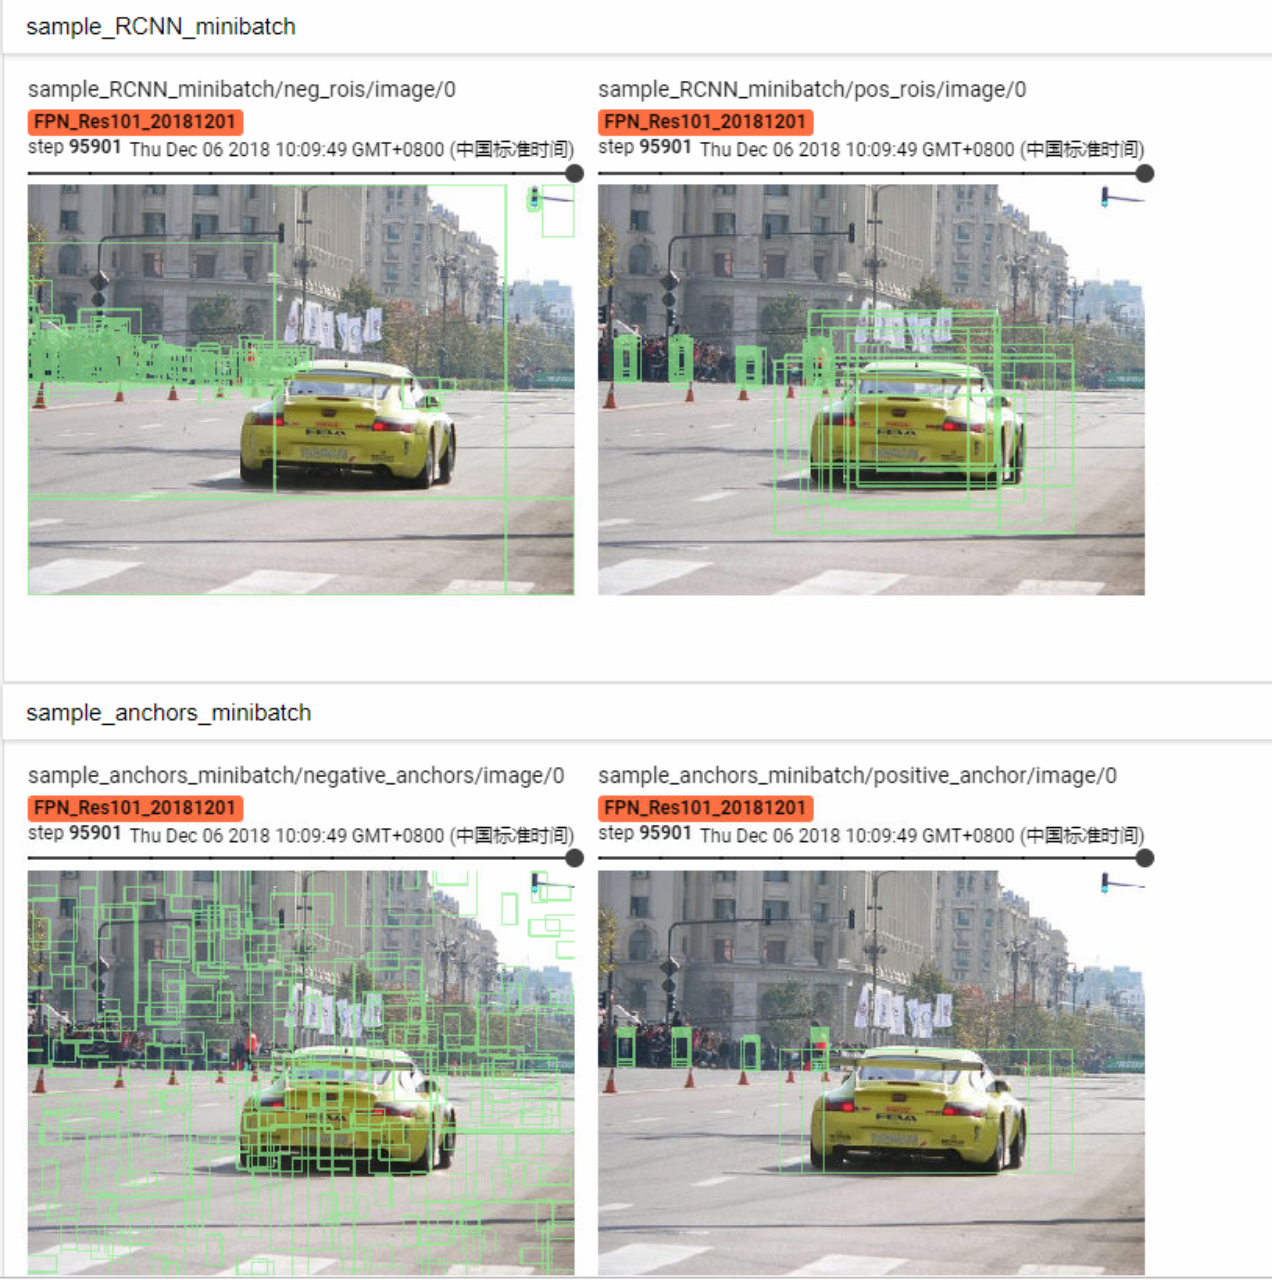 sample_RCNN_minibatch
sample_RCNN_minibatch/neg_rois/image/0
FPN_Res101_20181201
step 95901 Thu Dec 06 2018 10:09:49 GMT+0800 (中国标准时间)
sample_RCNN_minibatch/pos_rois/image/0
FPN_Res101_20181201
step 95901 Thu Dec 06 2018 10:09:49 GMT+0800 (中国标准时间)
sample_anchors_minibatch
sample_anchors_minibatch/negative_anchors/image/0
FPN_Res101_20181201
step 95901 Thu Dec 06 2018 10:09:49 GMT+0800 (中国标准时间)
sample_anchors_minibatch/positive_anchor/image/0
FPN_Res101_20181201
step 95901 Thu Dec 06 2018 10:09:49 GMT+0800 (中国标准时间)